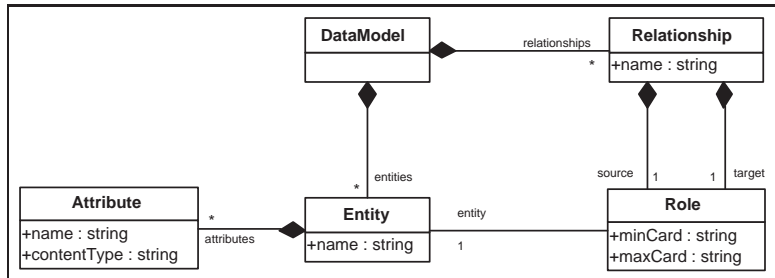 DataModel
Relationship
relationships
*
+name : string
entities
*
source
1
1
target
Attribute
+name : string
+contentType : string
*
attributes
Entity
+name : string
entity
1
Role
+minCard : string
+maxCard : string